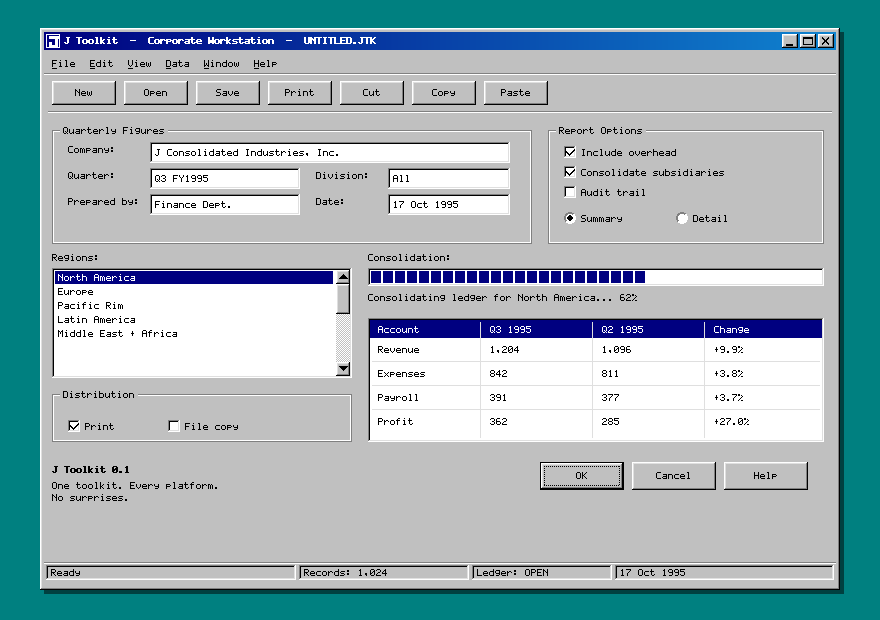 J Toolkit - Corporate Workstation - UNTITLED.JTK
File Edit View Data Window Help
New Open Save Print Cut Copy Paste
Quarterly Figures
Company: J Consolidated Industries, Inc.
Quarter: Q3 FY1995 Division: All
Prepared by: Finance Dept. Date: 17 Oct 1995
Report Options
Include overhead
Consolidate subsidiaries
Audit trail
Summary Detail
Regions:
North America
Europe
Pacific Rim
Latin America
Middle East + Africa
Distribution
Print File copy
Consolidation:
Consolidating ledger for North America... 62%
Account Q3 1995 Q2 1995 Change
Revenue 1,204 1,096 +9.9%
Expenses 842 811 +3.8%
Payroll 391 377 +3.7%
Profit 362 285 +27.0%
J Toolkit 0.1
One toolkit. Every platform.
No surprises.
OK Cancel Help
Ready Records: 1,024 Ledger: OPEN 17 Oct 1995